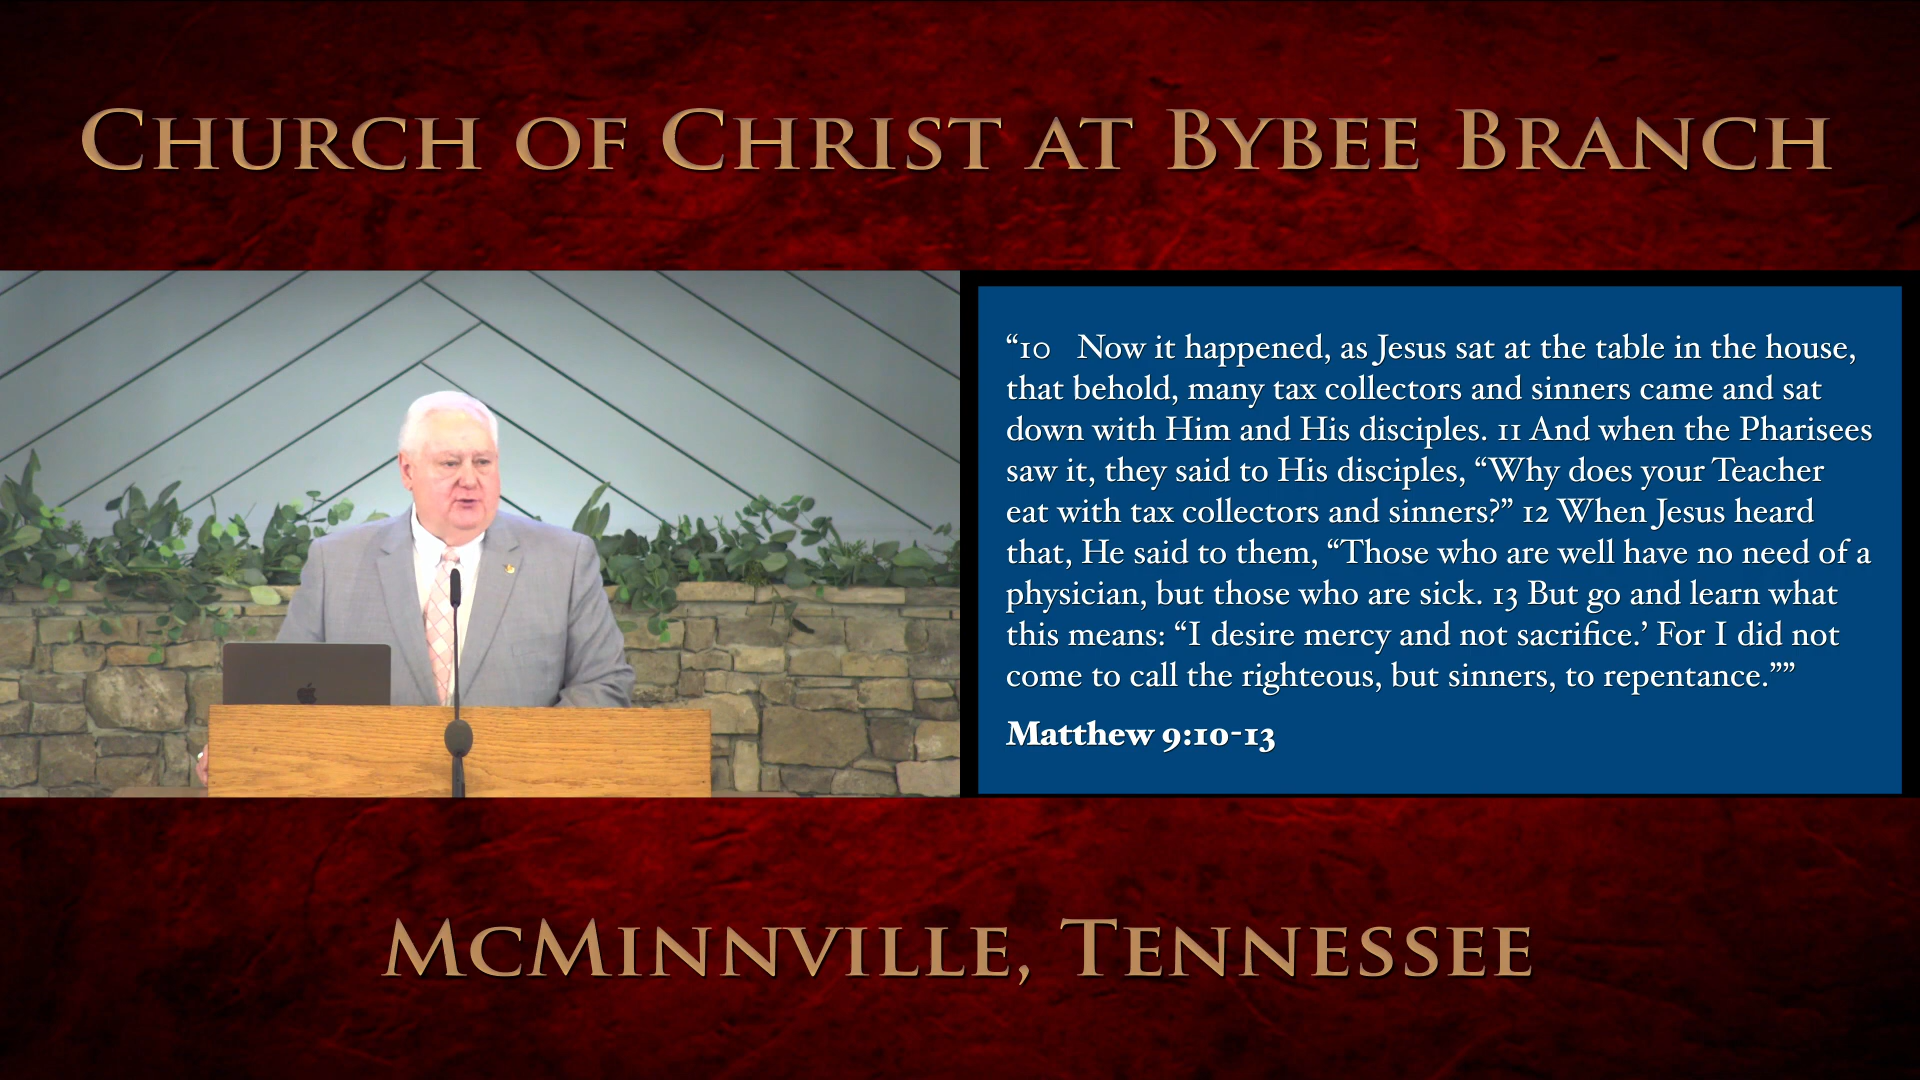 CHURCH OF CHRIST AT BYBEE BRANCH
“10 Now it happened, as Jesus sat at the table in the house,
that behold, many tax collectors and sinners came and sat
down with Him and His disciples. 11 And when the Pharisees
saw it, they said to His disciples, “Why does your Teacher
eat with tax collectors and sinners?” 12 When Jesus heard
that, He said to them, “Those who are well have no need of a
physician, but those who are sick. 13 But go and learn what
this means: “I desire mercy and not sacrifice.’ For I did not
come to call the righteous, but sinners, to repentance.””
Matthew 9:10-13
MCMINNVILLE, TENNESSEE